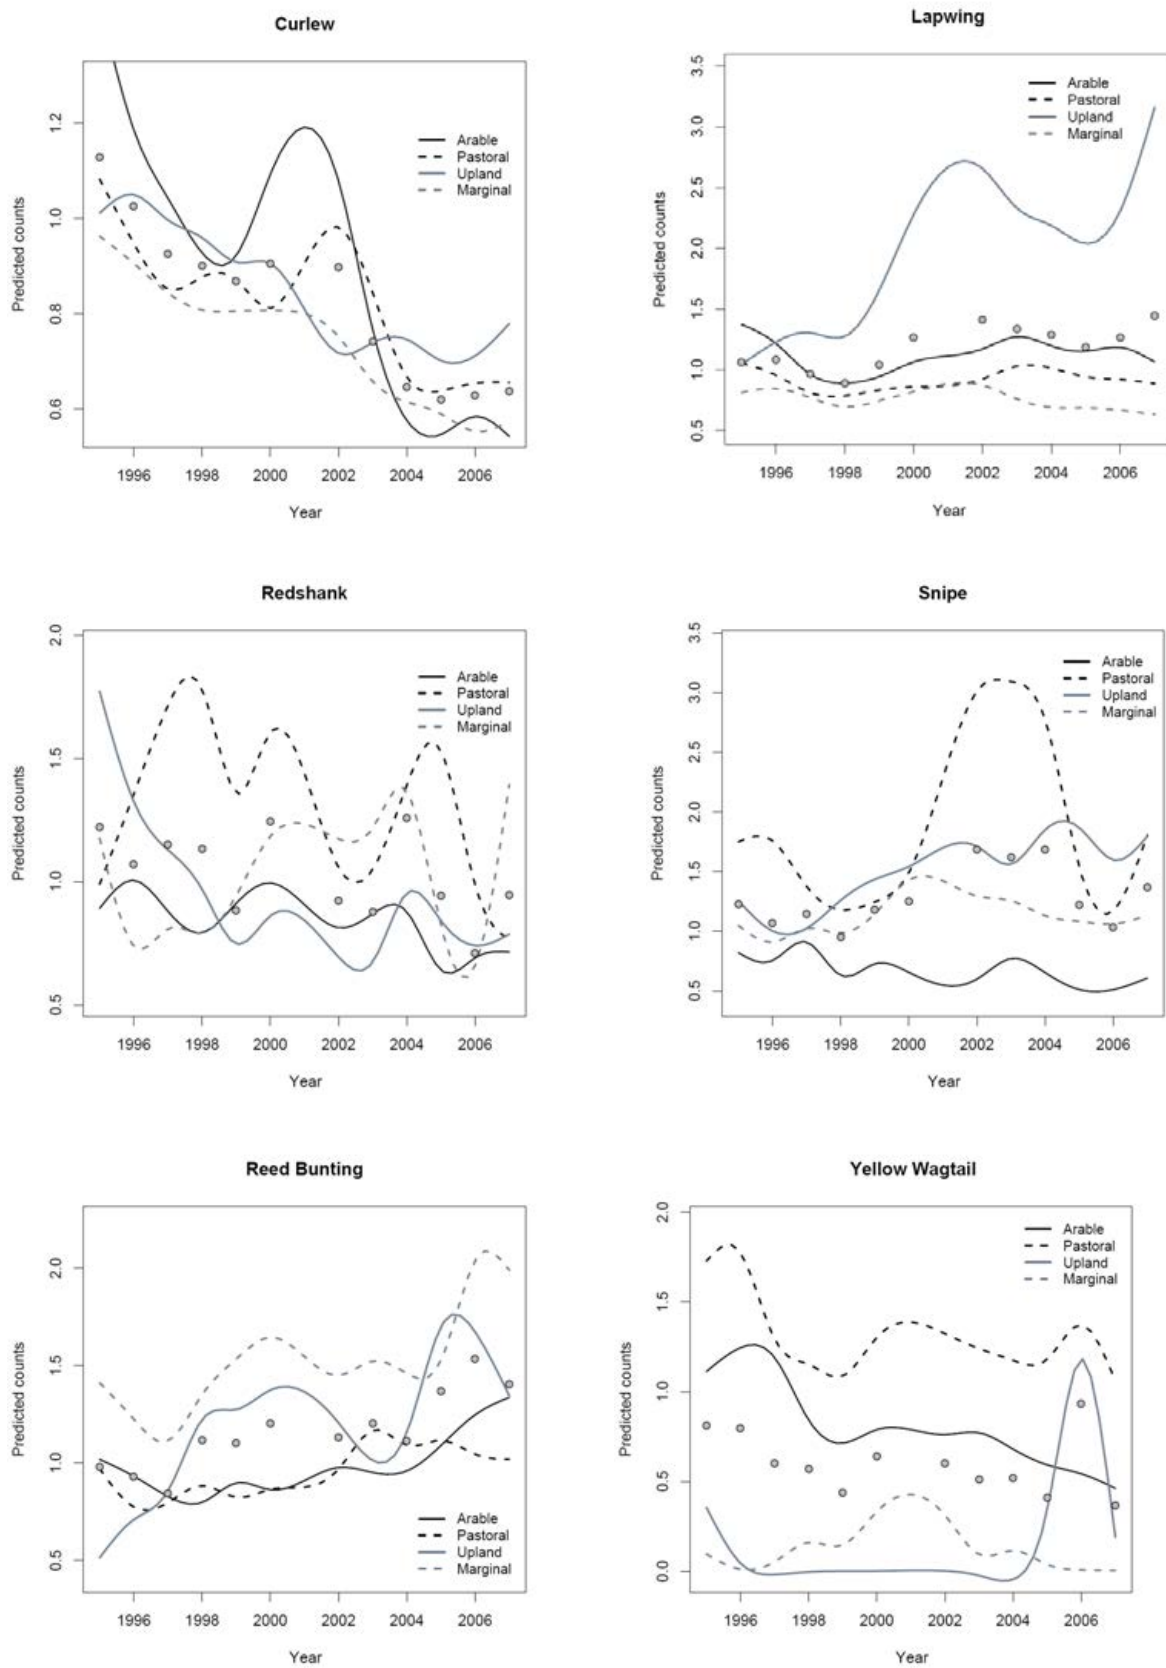 Curlew
Predicted counts
1.2
1.0
0.8
0.6
Arable
Pastoral
Upland
Marginal
1996 1998 2000 2002 2004 2006
Year
Lapwing
Predicted counts
3.5
3.0
2.5
2.0
1.5
1.0
0.5
Arable
Pastoral
Upland
Marginal
1996 1998 2000 2002 2004 2006
Year
Redshank
Predicted counts
2.0
1.5
1.0
0.5
Arable
Pastoral
Upland
Marginal
1996 1998 2000 2002 2004 2006
Year
Snipe
Predicted counts
3.5
3.0
2.5
2.0
1.5
1.0
0.5
Arable
Pastoral
Upland
Marginal
1996 1998 2000 2002 2004 2006
Year
Reed Bunting
Predicted counts
2.0
1.5
1.0
0.5
Arable
Pastoral
Upland
Marginal
1996 1998 2000 2002 2004 2006
Year
Yellow Wagtail
Predicted counts
2.0
1.5
1.0
0.5
0.0
Arable
Pastoral
Upland
Marginal
1996 1998 2000 2002 2004 2006
Year